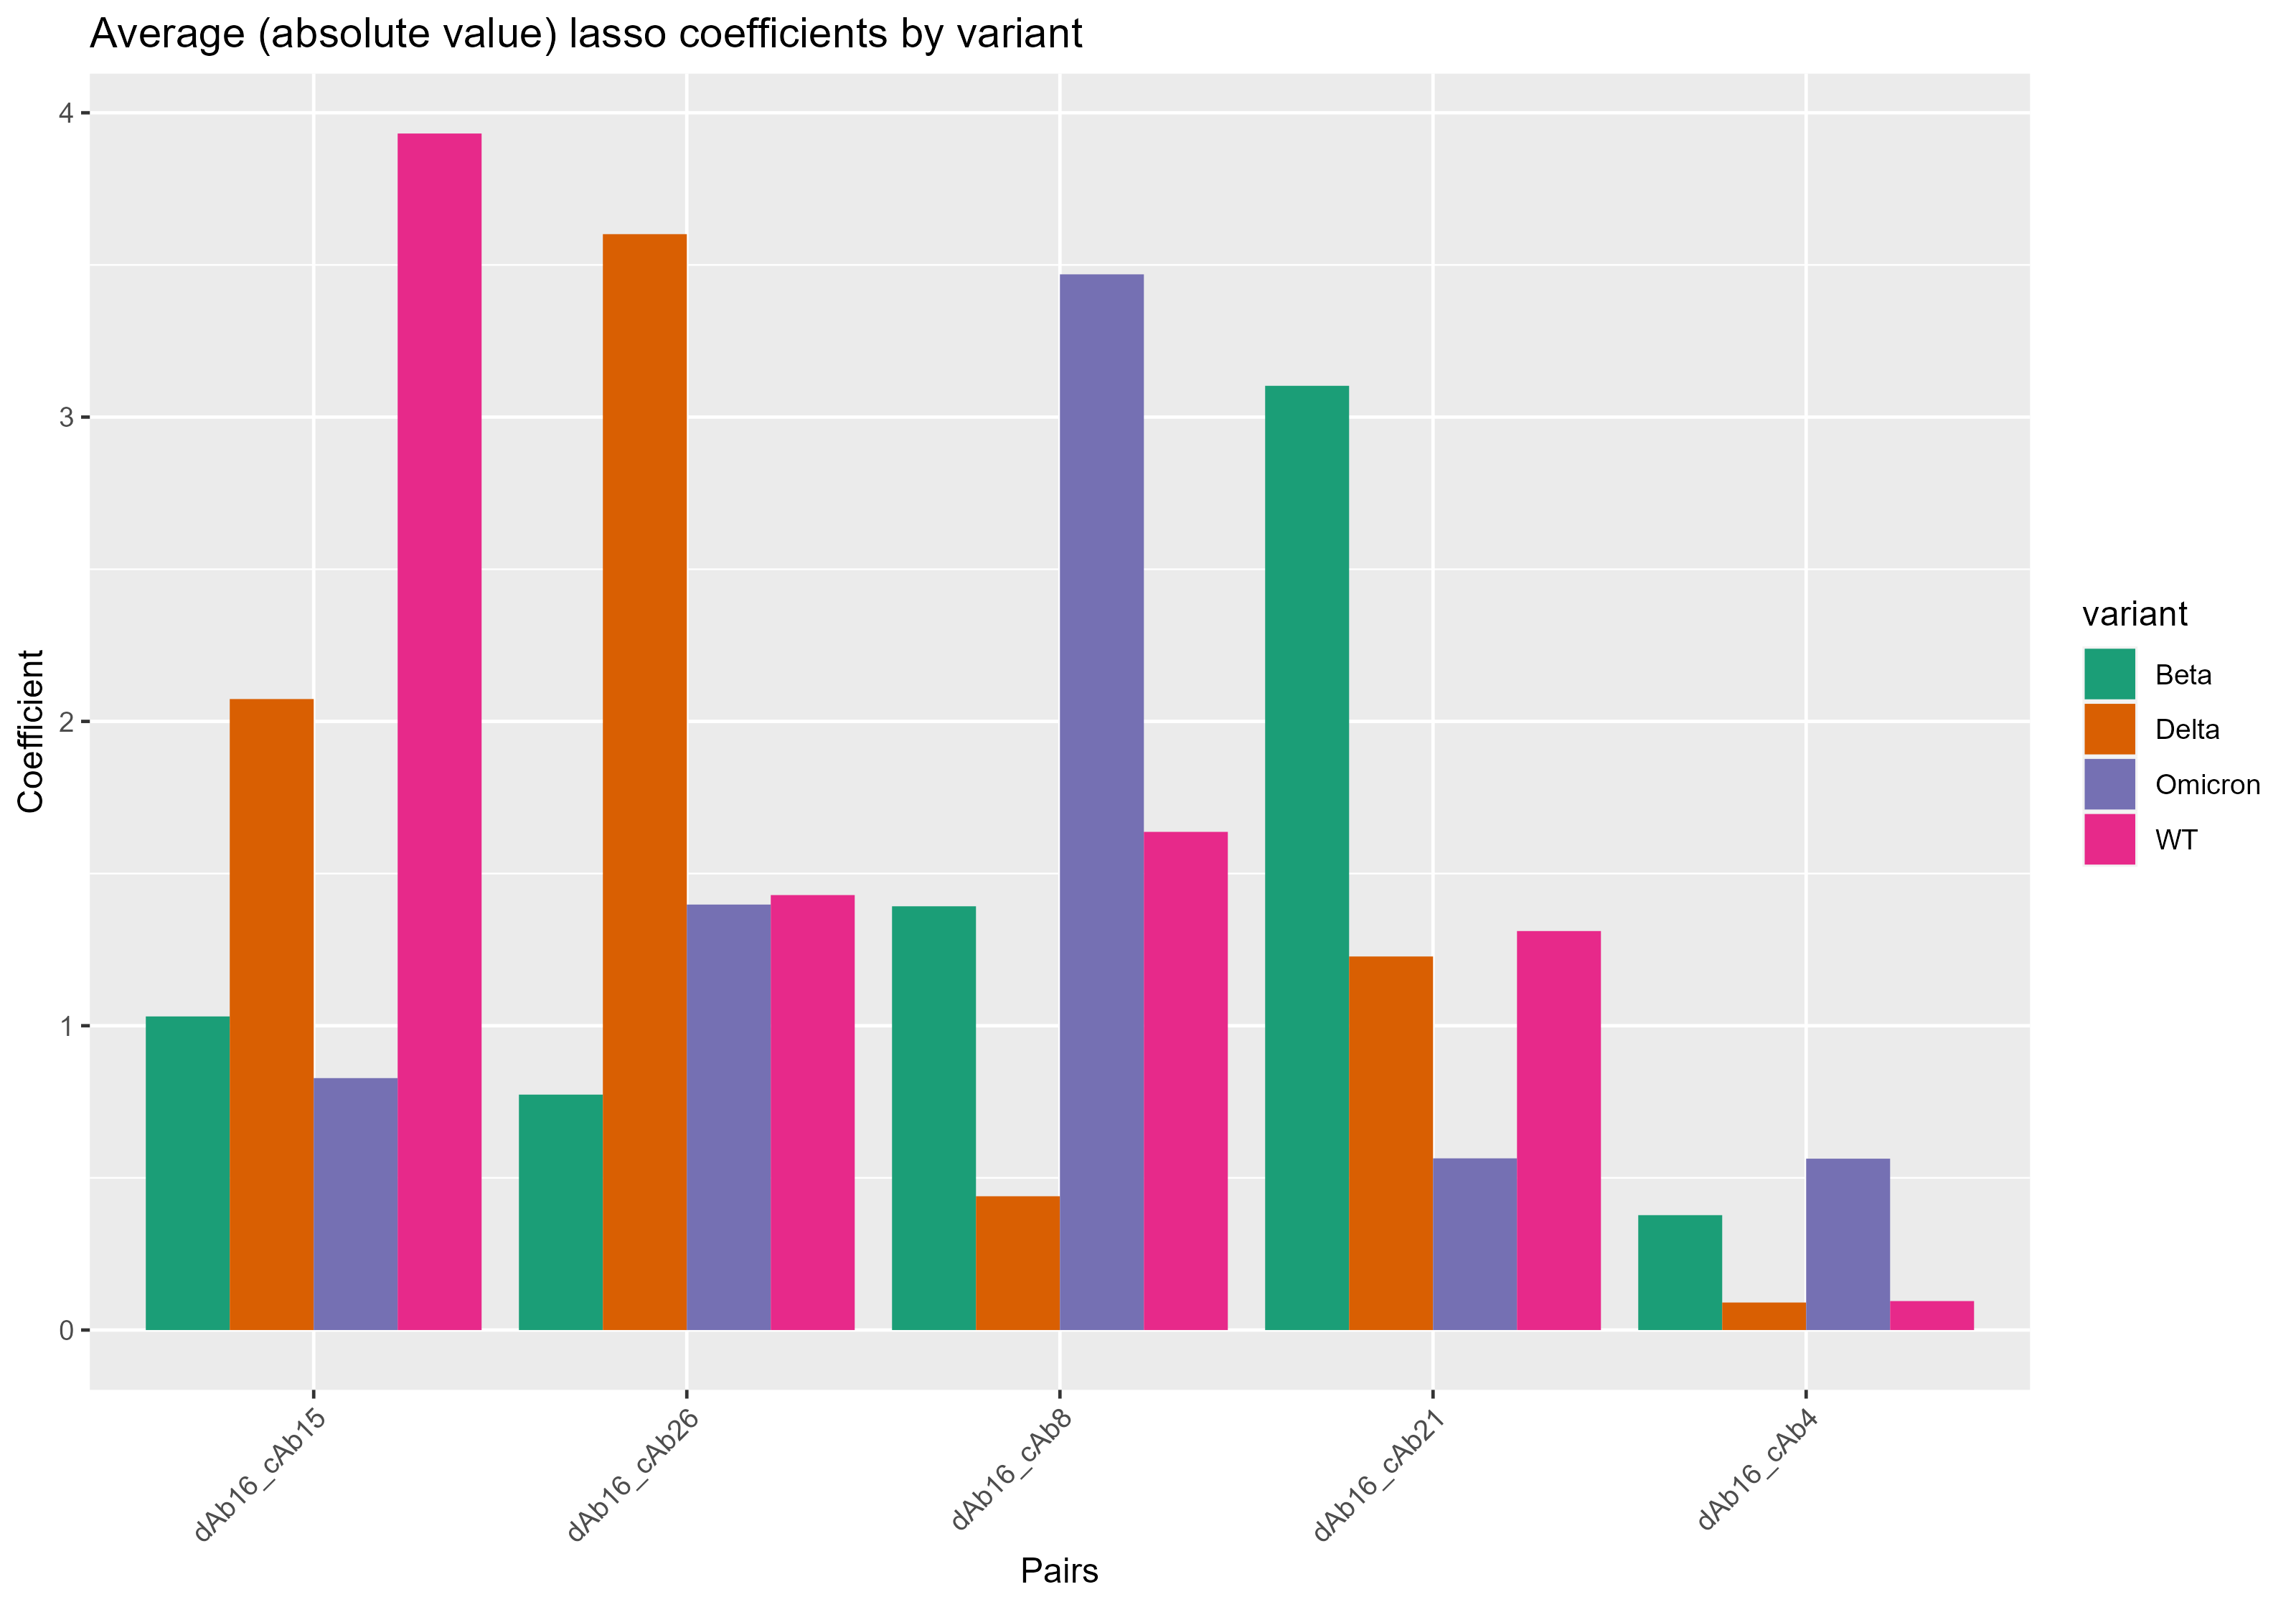 Average (absolute value) lasso coefficients by variant
4
3
2
1
0
Coefficient
dAb16_cAb15
dAb16_cAb26
dAb16_cAb8
dAb16_cAb21
dAb16_cAb4
Pairs
variant
Beta
Delta
Omicron
WT